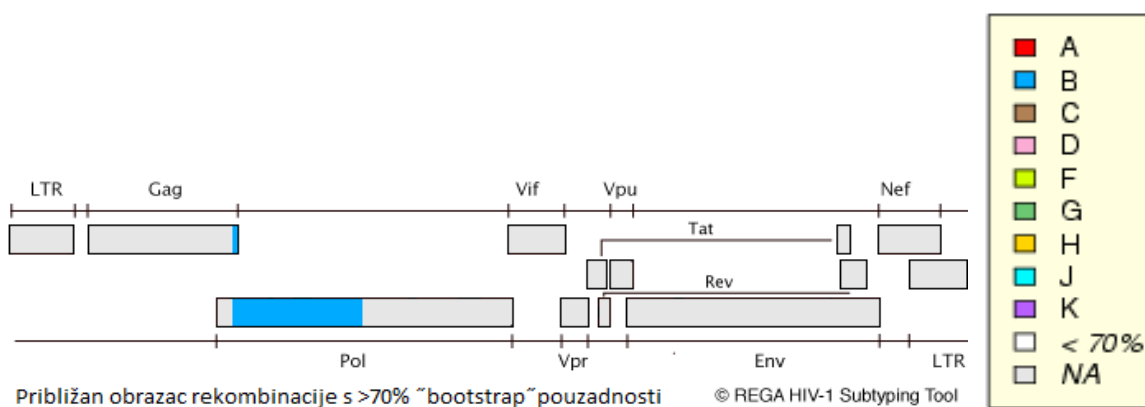 LTR Gag Vif Vpu Nef
Tat
Rev
Pol Vpr Env LTR
Približan obrazac rekombinacije s >70% ˝bootstrap˝pouzadnosti © REGA HIV-1 Subtyping Tool
A
B
C
D
F
G
H
J
K
< 70%
NA